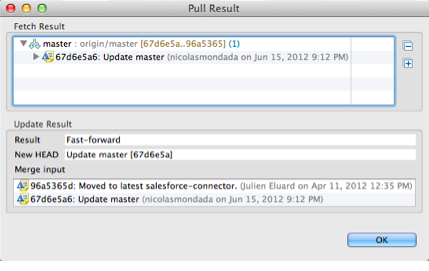 Pull Result
Fetch Result
master : origin/master [67d6e5a..96a5365] (1)
67d6e5a6: Update master (nicolasmondada on Jun 15, 2012 9:12 PM)
Update Result
Result Fast-forward
New HEAD Update master [67d6e5a]
Merge input
96a5365d: Moved to latest salesforce-connector. (Julien Eluard on Apr 11, 2012 12:35 PM)
67d6e5a6: Update master (nicolasmondada on Jun 15, 2012 9:12 PM)
OK